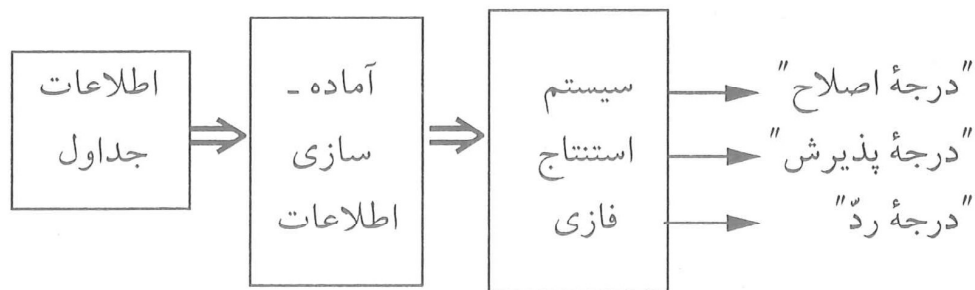 اطلاعات
جداول
آماده -
سازی
اطلاعات
سیستم
استنتاج
فازی
"درجهٔ اصلاح"
"درجهٔ پذیرش"
"درجهٔ ردّ"